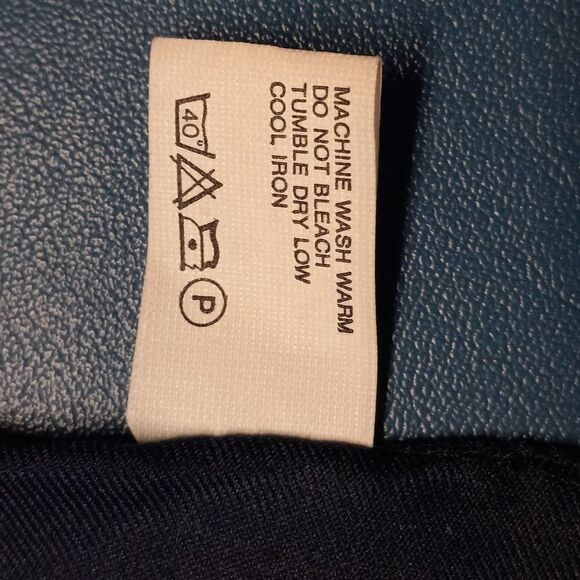 MACHINE WASH WARM
DO NOT BLEACH
TUMBLE DRY LOW
COOL IRON
40°
P